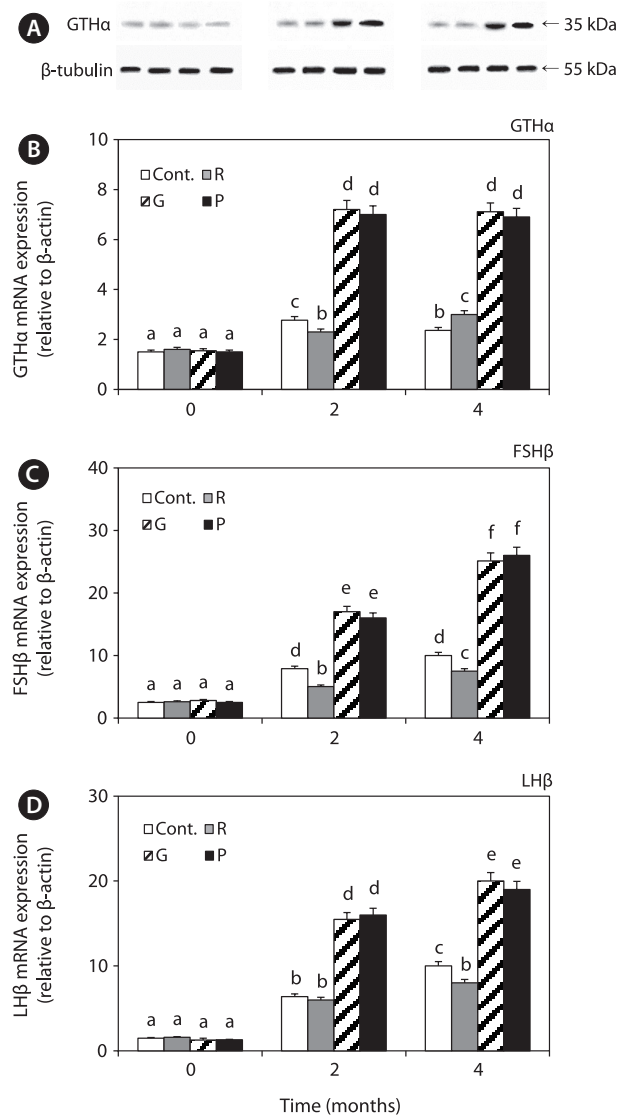 A
GTHα
← 35 kDa
β-tubulin
← 55 kDa
B
GTHα
GTHα mRNA expression
(relative to β-actin)
10
8
6
4
2
0
Cont. R
G P
a a a a
c b d d
b c d d
0 2 4
C
FSHβ
FSHβ mRNA expression
(relative to β-actin)
40
30
20
10
0
Cont. R
G P
a a a a
d b e e
d c f f
0 2 4
D
LHβ
LHβ mRNA expression
(relative to β-actin)
30
20
10
0
Cont. R
G P
a a a a
b b d d
c b e e
0 2 4
Time (months)